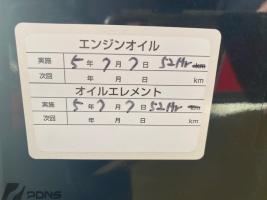 エンジンオイル
実施 5年7月7日 52Hr km
次回 年 月 日 km
オイルエレメント
実施 5年7月7日 52Hr km
次回 年 月 日 km
PDNS